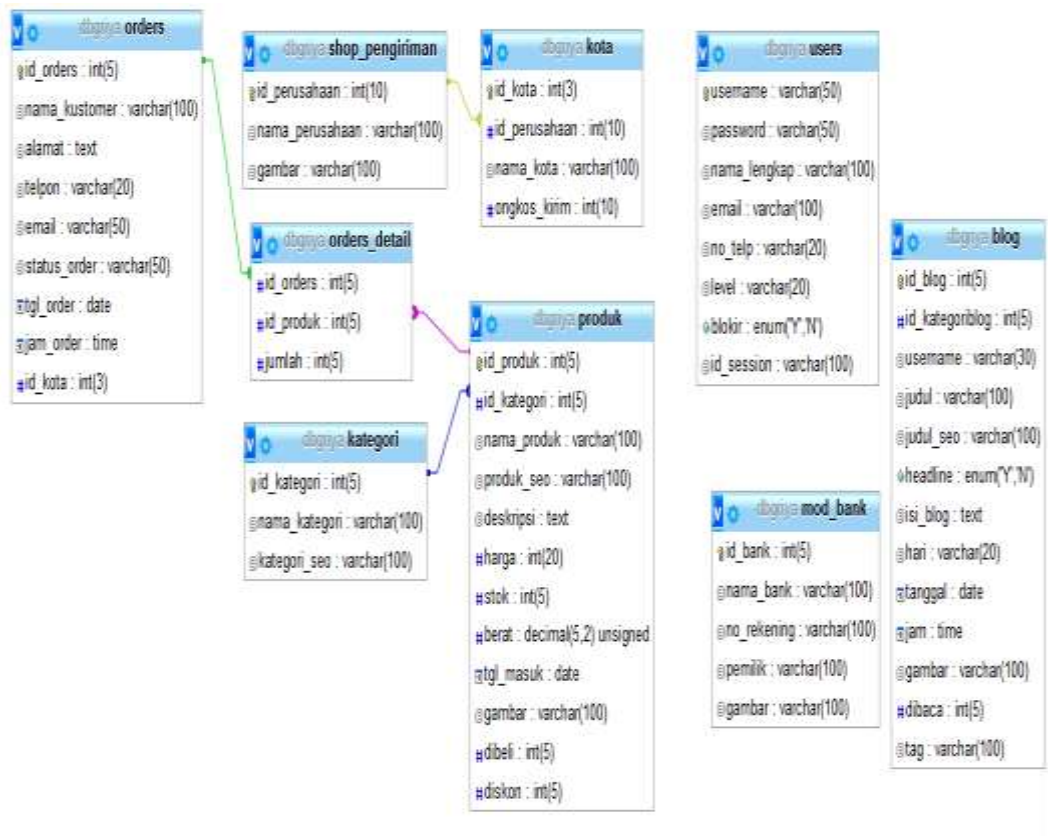 dbgriya orders
id_orders : int(5)
nama_kustomer : varchar(100)
alamat : text
telpon : varchar(20)
email : varchar(50)
status_order : varchar(50)
tgl_order : date
jam_order : time
#id_kota : int(3)
dbgriya shop_pengiriman
id_perusahaan : int(10)
nama_perusahaan : varchar(100)
gambar : varchar(100)
dbgriya kota
id_kota : int(3)
#id_perusahaan : int(10)
nama_kota : varchar(100)
#ongkos_kirim : int(10)
dbgriya orders_detail
#id_orders : int(5)
#id_produk : int(5)
#jumlah : int(5)
dbgriya kategori
id_kategori : int(5)
nama_kategori : varchar(100)
kategori_seo : varchar(100)
dbgriya produk
id_produk : int(5)
#id_kategori : int(5)
nama_produk : varchar(100)
produk_seo : varchar(100)
deskripsi : text
#harga : int(20)
#stok : int(5)
#berat : decimal(5,2) unsigned
tgl_masuk : date
gambar : varchar(100)
#dibeli : int(5)
#diskon : int(5)
dbgriya users
username : varchar(50)
password : varchar(50)
nama_lengkap : varchar(100)
email : varchar(100)
no_telp : varchar(20)
level : varchar(20)
blokir : enum('Y','N')
id_session : varchar(100)
dbgriya mod_bank
id_bank : int(5)
nama_bank : varchar(100)
no_rekening : varchar(100)
pemilik : varchar(100)
gambar : varchar(100)
dbgriya blog
id_blog : int(5)
#id_kategoriblog : int(5)
username : varchar(30)
judul : varchar(100)
judul_seo : varchar(100)
headline : enum('Y','N')
isi_blog : text
hari : varchar(20)
tanggal : date
jam : time
gambar : varchar(100)
#dibaca : int(5)
tag : varchar(100)